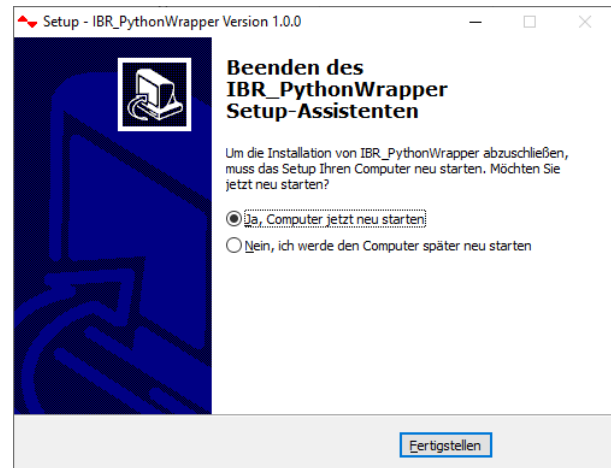 Setup - IBR_PythonWrapper Version 1.0.0
Beenden des
IBR_PythonWrapper
Setup-Assistenten
Um die Installation von IBR_PythonWrapper abzuschließen,
muss das Setup Ihren Computer neu starten. Möchten Sie
jetzt neu starten?
Ja, Computer jetzt neu starten
Nein, ich werde den Computer später neu starten
Fertigstellen